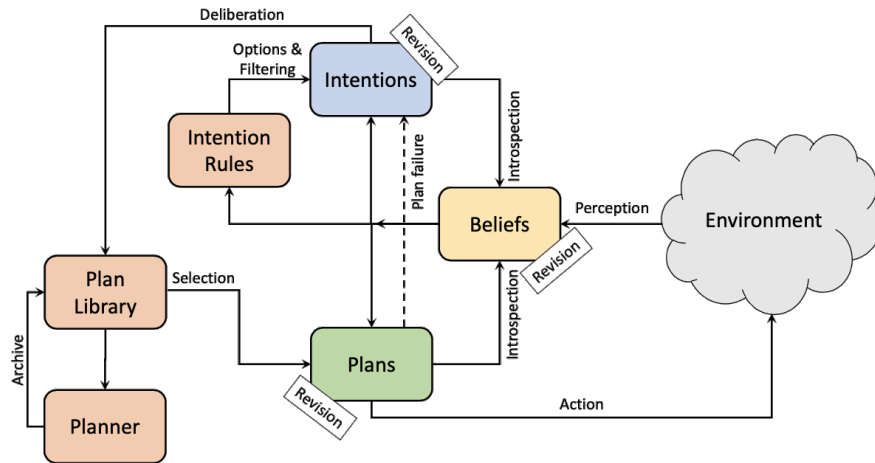 Deliberation
Options &
Filtering
Revision
Intentions
Intention
Rules
Plan failure
Introspection
Beliefs
Revision
Perception
Environment
Plan
Library
Selection
Introspection
Plans
Revision
Archive
Planner
Action